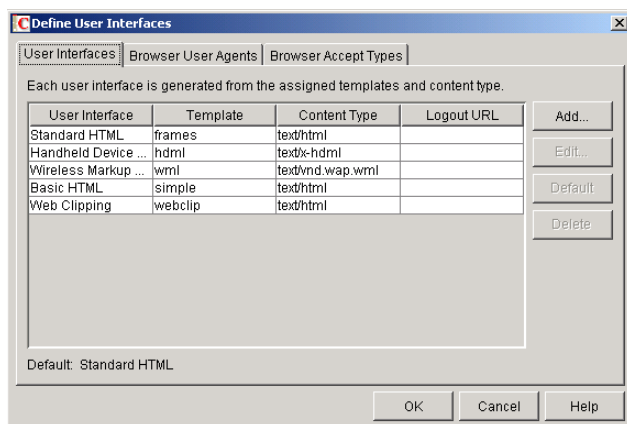 Define User Interfaces
User Interfaces Browser User Agents Browser Accept Types
Each user interface is generated from the assigned templates and content type.
User Interface Template Content Type Logout URL Add...
Standard HTML frames text/html
Handheld Device ... hdml text/x-hdml Edit...
Wireless Markup ... wml text/vnd.wap.wml
Basic HTML simple text/html Default
Web Clipping webclip text/html
Delete
Default: Standard HTML
OK Cancel Help